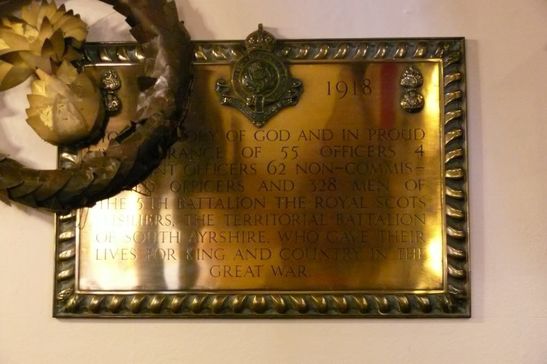 1918
OF GOD AND IN PROUD
OF 55 OFFICERS 4
OFFICERS 62 NON-COMMIS=
OFFICERS AND 328 MEN OF
THE 5TH BATTALION THE ROYAL SCOTS
FUSILIERS, THE TERRITORIAL BATTALION
OF SOUTH AYRSHIRE, WHO GAVE THEIR
LIVES FOR KING AND COUNTRY IN THE
GREAT WAR.